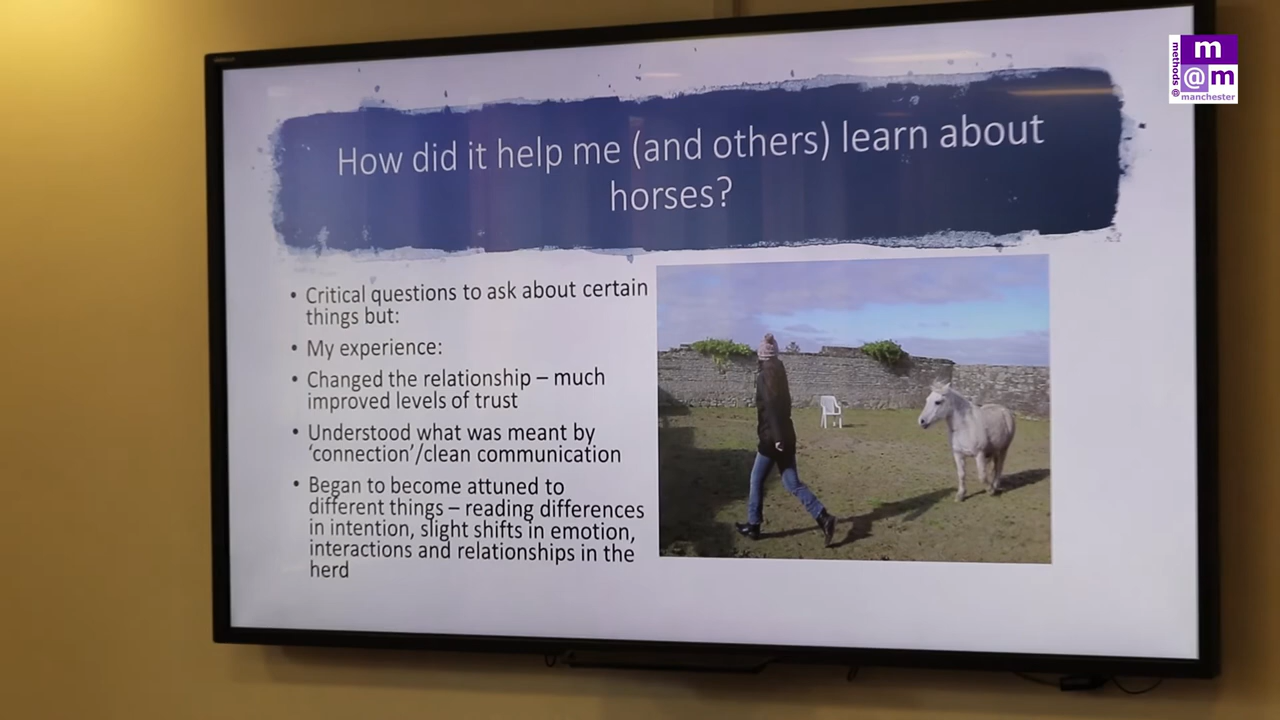 How did it help me (and others) learn about
horses?
• Critical questions to ask about certain
things but:
• My experience:
• Changed the relationship – much
improved levels of trust
• Understood what was meant by
‘connection’/clean communication
• Began to become attuned to
different things – reading differences
in intention, slight shifts in emotion,
interactions and relationships in the
herd
m
@m
methods@
manchester